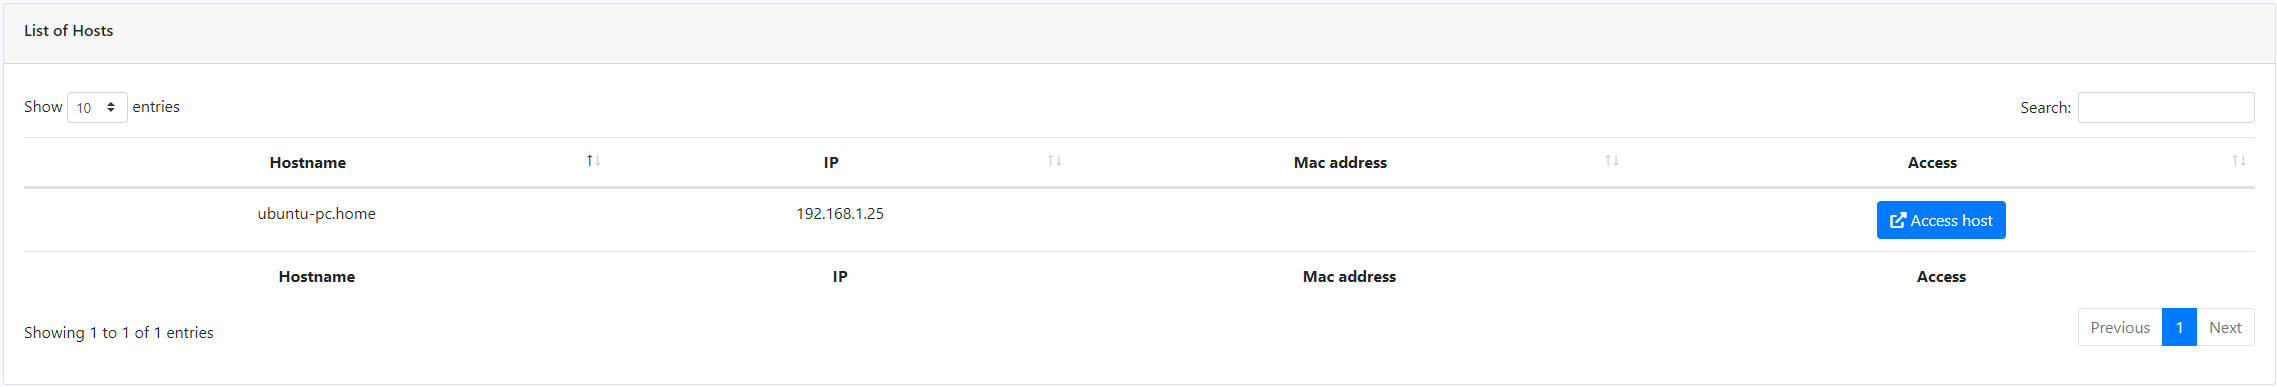 List of Hosts
Show 10 entries Search:
Hostname IP Mac address Access
ubuntu-pc.home 192.168.1.25 Access host
Hostname IP Mac address Access
Showing 1 to 1 of 1 entries Previous 1 Next